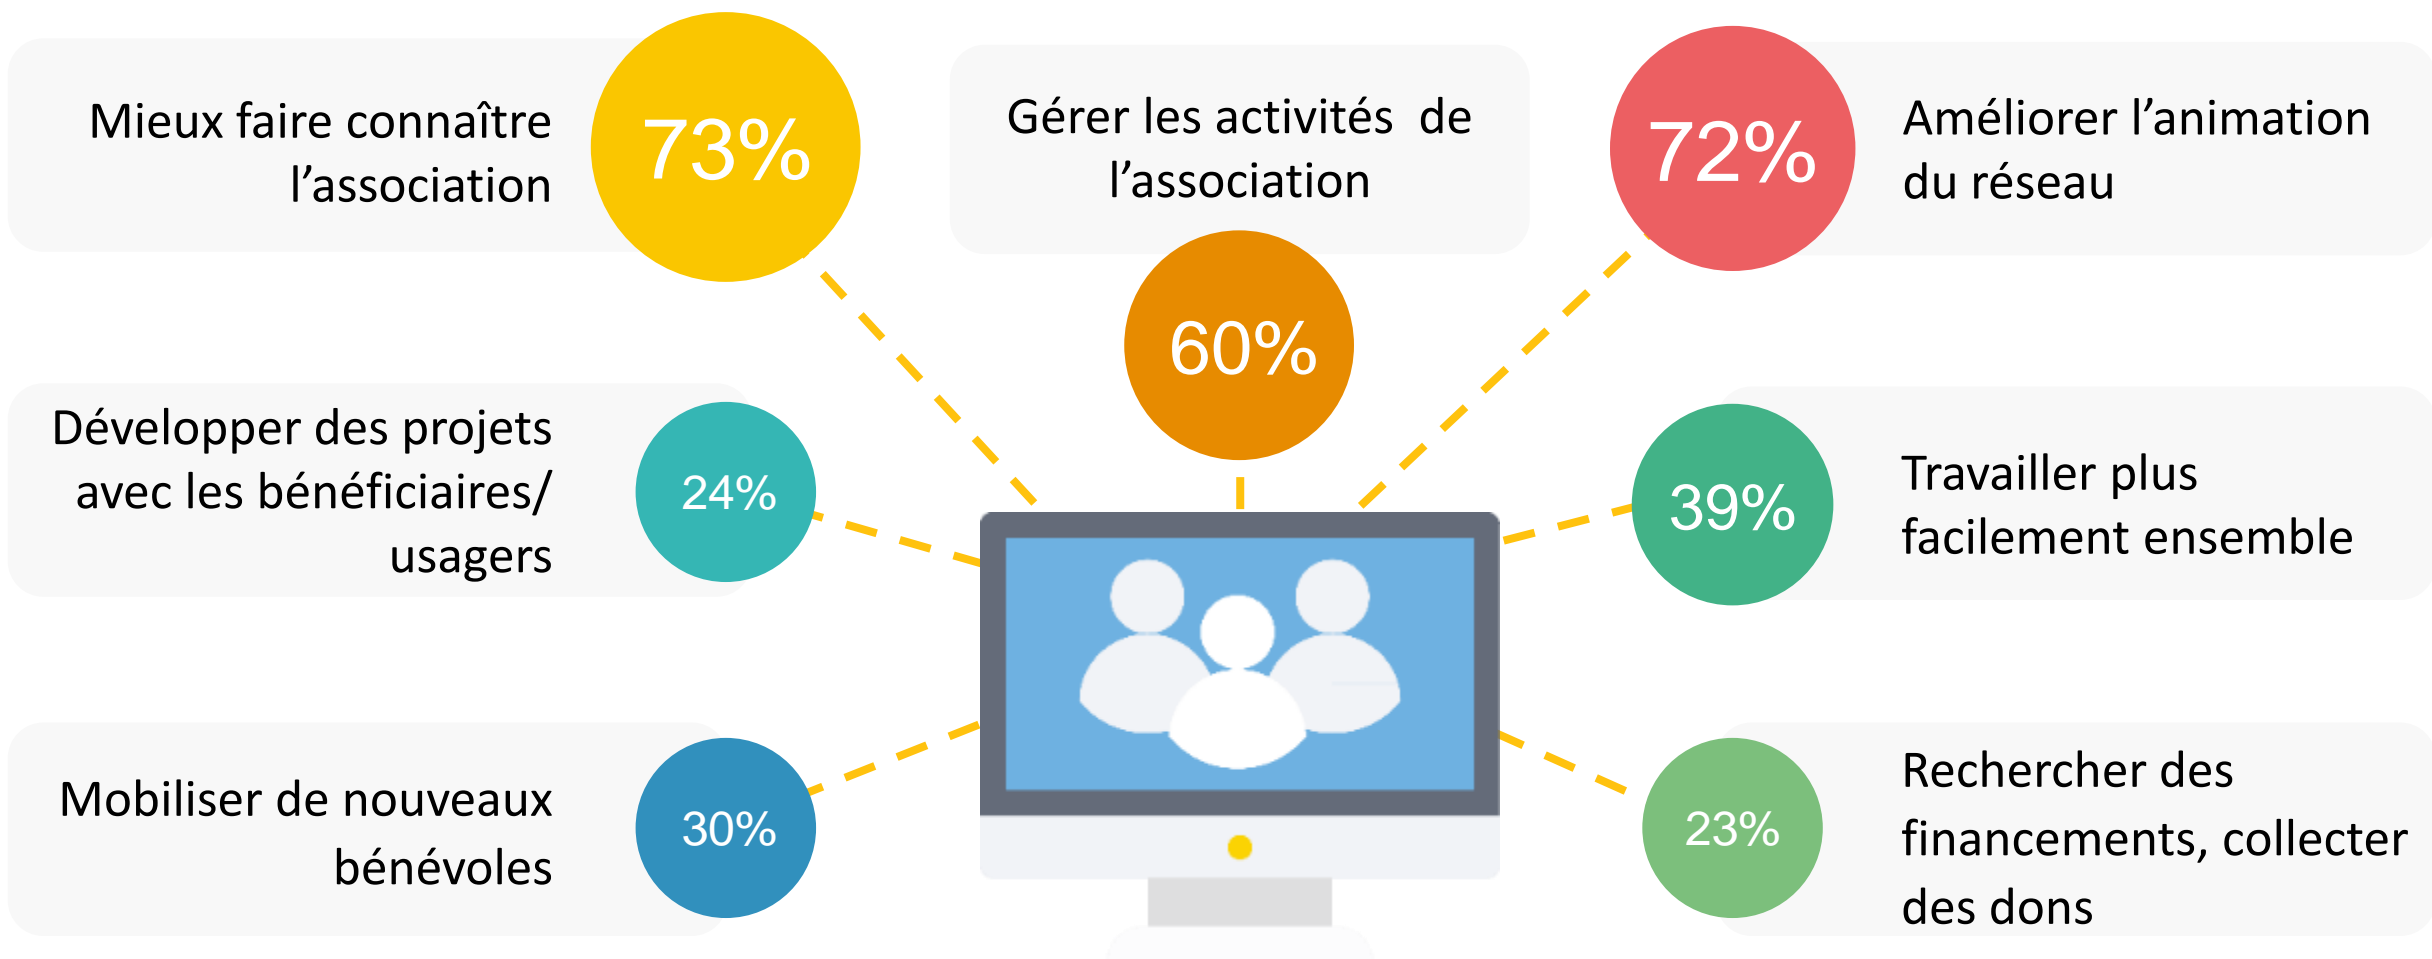 Mieux faire connaître
l’association
73%
Gérer les activités  de
l’association
60%
72%
Améliorer l’animation
du réseau
Développer des projets
avec les bénéficiaires/
usagers
24%
39%
Travailler plus
facilement ensemble
Mobiliser de nouveaux
bénévoles
30%
23%
Rechercher des
financements, collecter
des dons